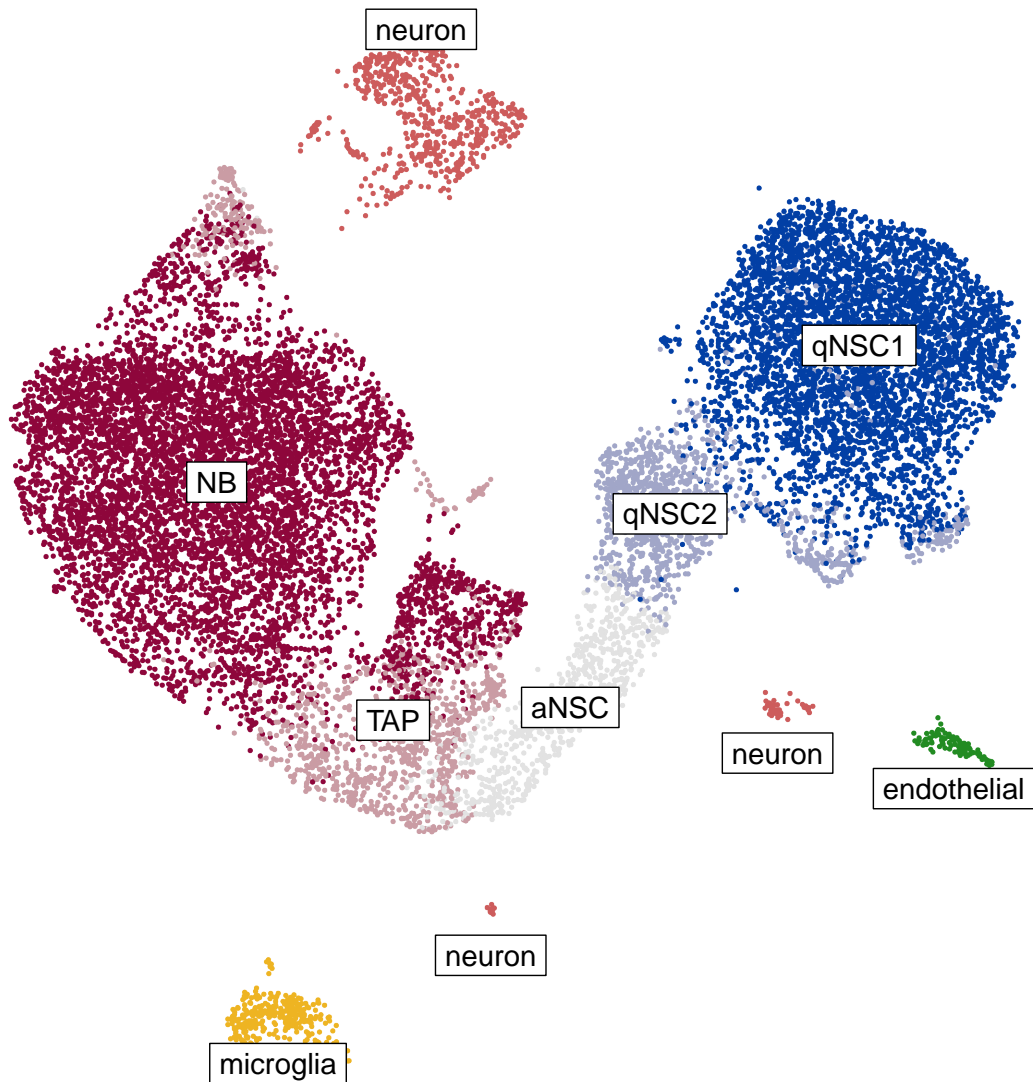 neuron
qNSC1
NB
qNSC2
aNSC
TAP
neuron
endothelial
neuron
microglia